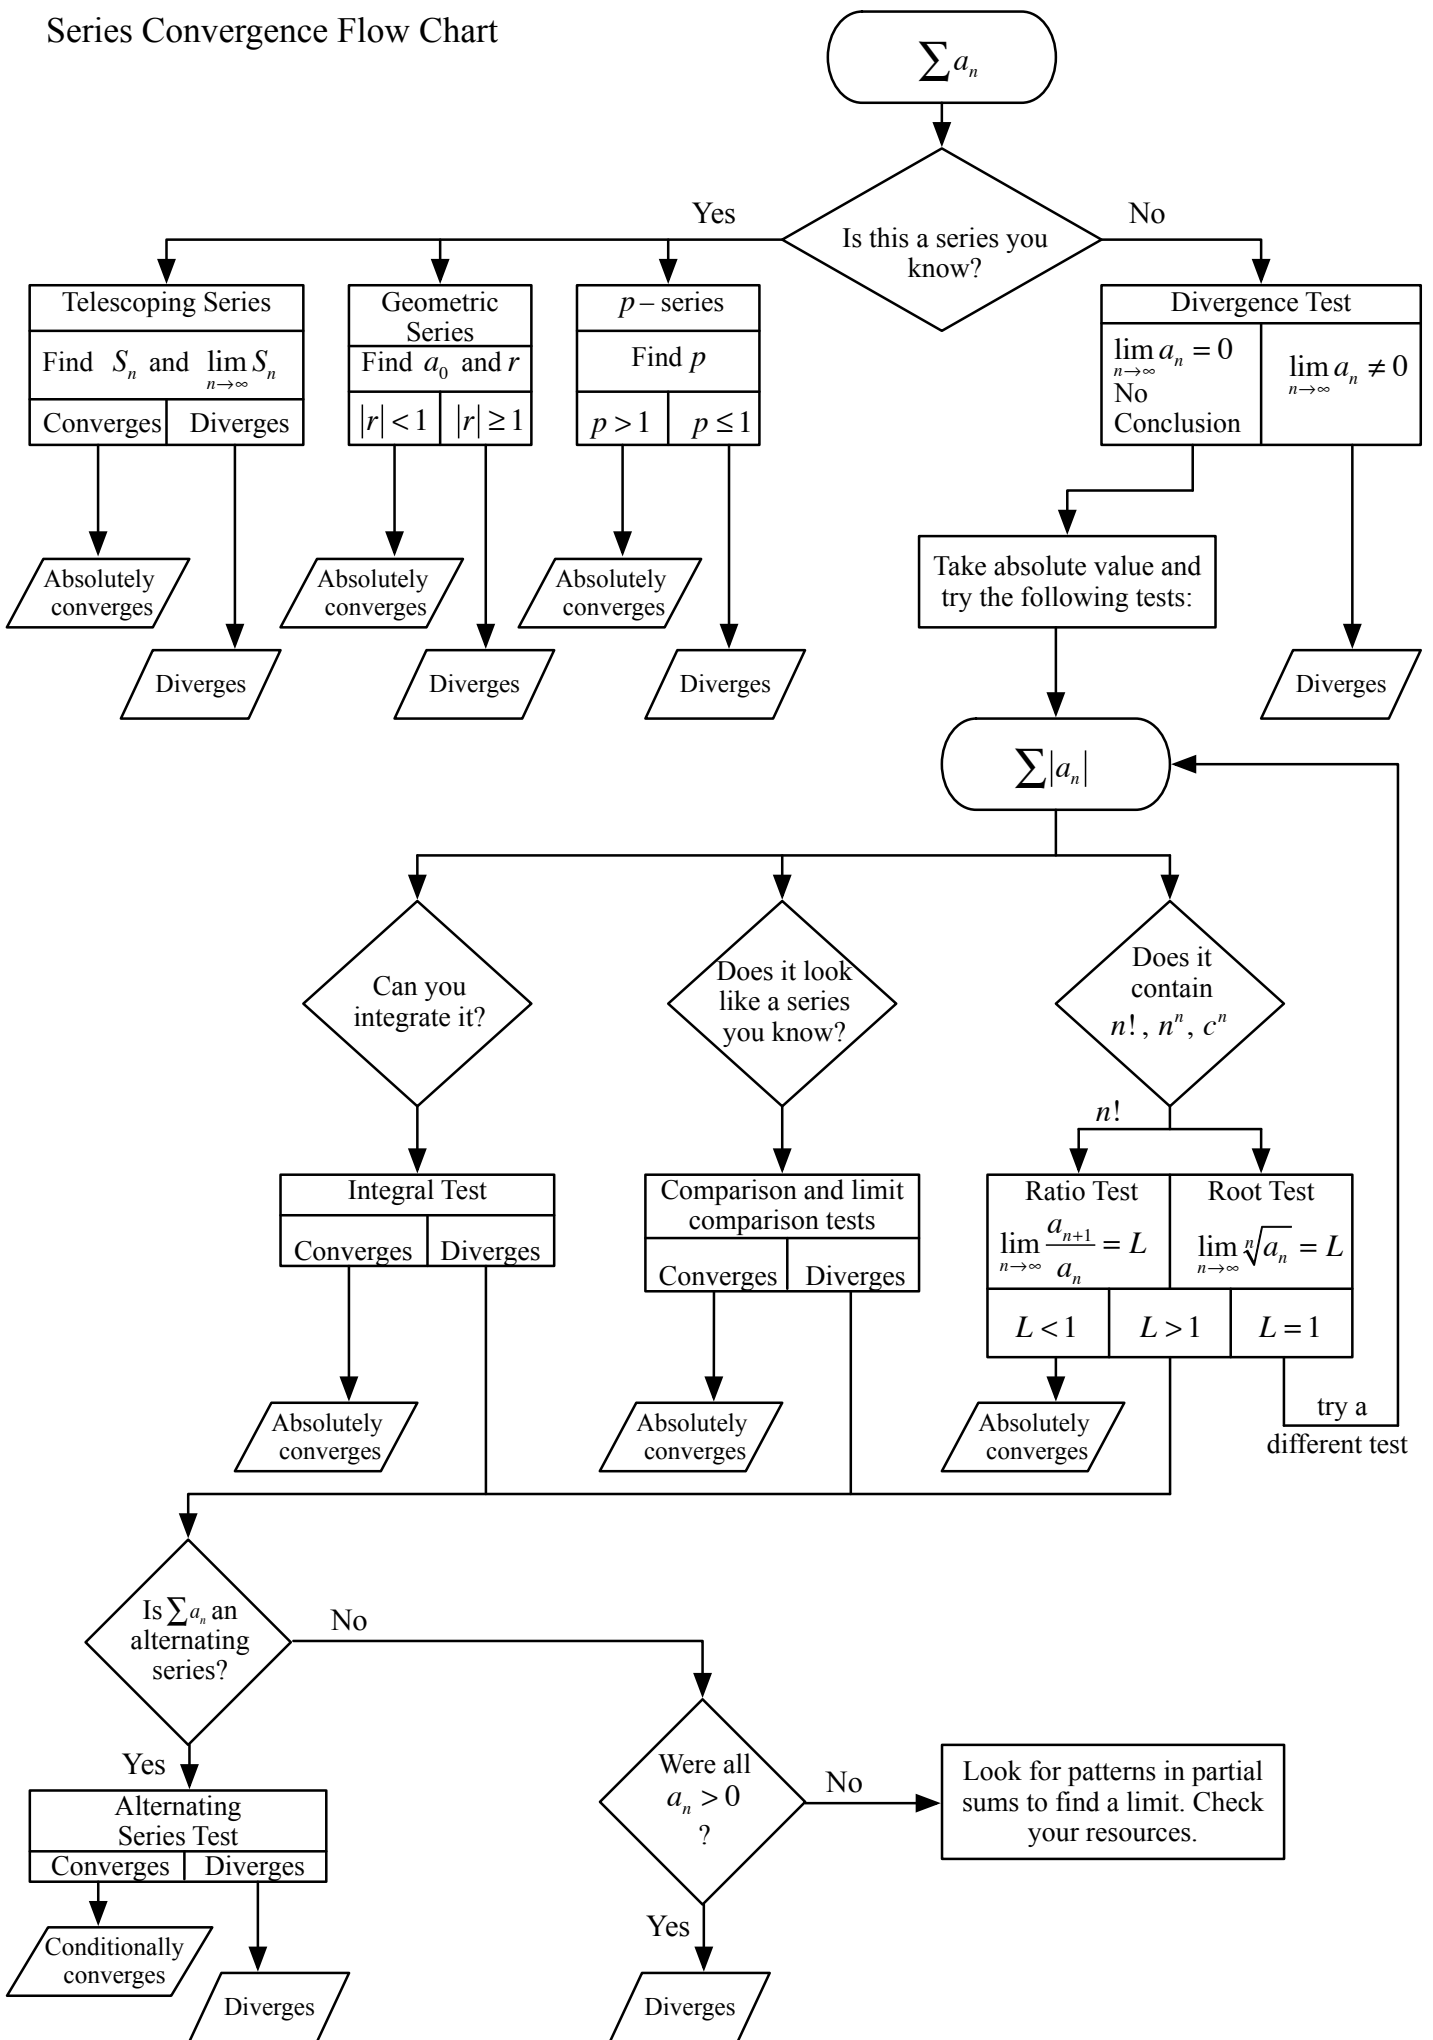 Series Convergence Flow Chart
∑ aₙ
Yes
No
Is this a series you
know?
Telescoping Series
Find Sₙ and lim Sₙ
n→∞
Converges
Diverges
Geometric
Series
Find a₀ and r
|r| < 1
|r| ≥ 1
p – series
Find p
p > 1
p ≤ 1
Divergence Test
lim aₙ = 0
n→∞
No
Conclusion
lim aₙ ≠ 0
n→∞
Absolutely
converges
Diverges
Absolutely
converges
Diverges
Absolutely
converges
Diverges
Take absolute value and
try the following tests:
Diverges
∑|aₙ|
Can you
integrate it?
Does it look
like a series
you know?
Does it
contain
n! , nⁿ, cⁿ
n!
Integral Test
Converges
Diverges
Comparison and limit
comparison tests
Converges
Diverges
Ratio Test
lim aₙ₊₁/aₙ = L
n→∞
Root Test
lim ⁿ√aₙ = L
n→∞
L < 1
L > 1
L = 1
Absolutely
converges
Absolutely
converges
Absolutely
converges
try a
different test
Is ∑ aₙ an
alternating
series?
No
Yes
Alternating
Series Test
Converges
Diverges
Conditionally
converges
Diverges
Were all
aₙ > 0
?
No
Look for patterns in partial
sums to find a limit. Check
your resources.
Yes
Diverges